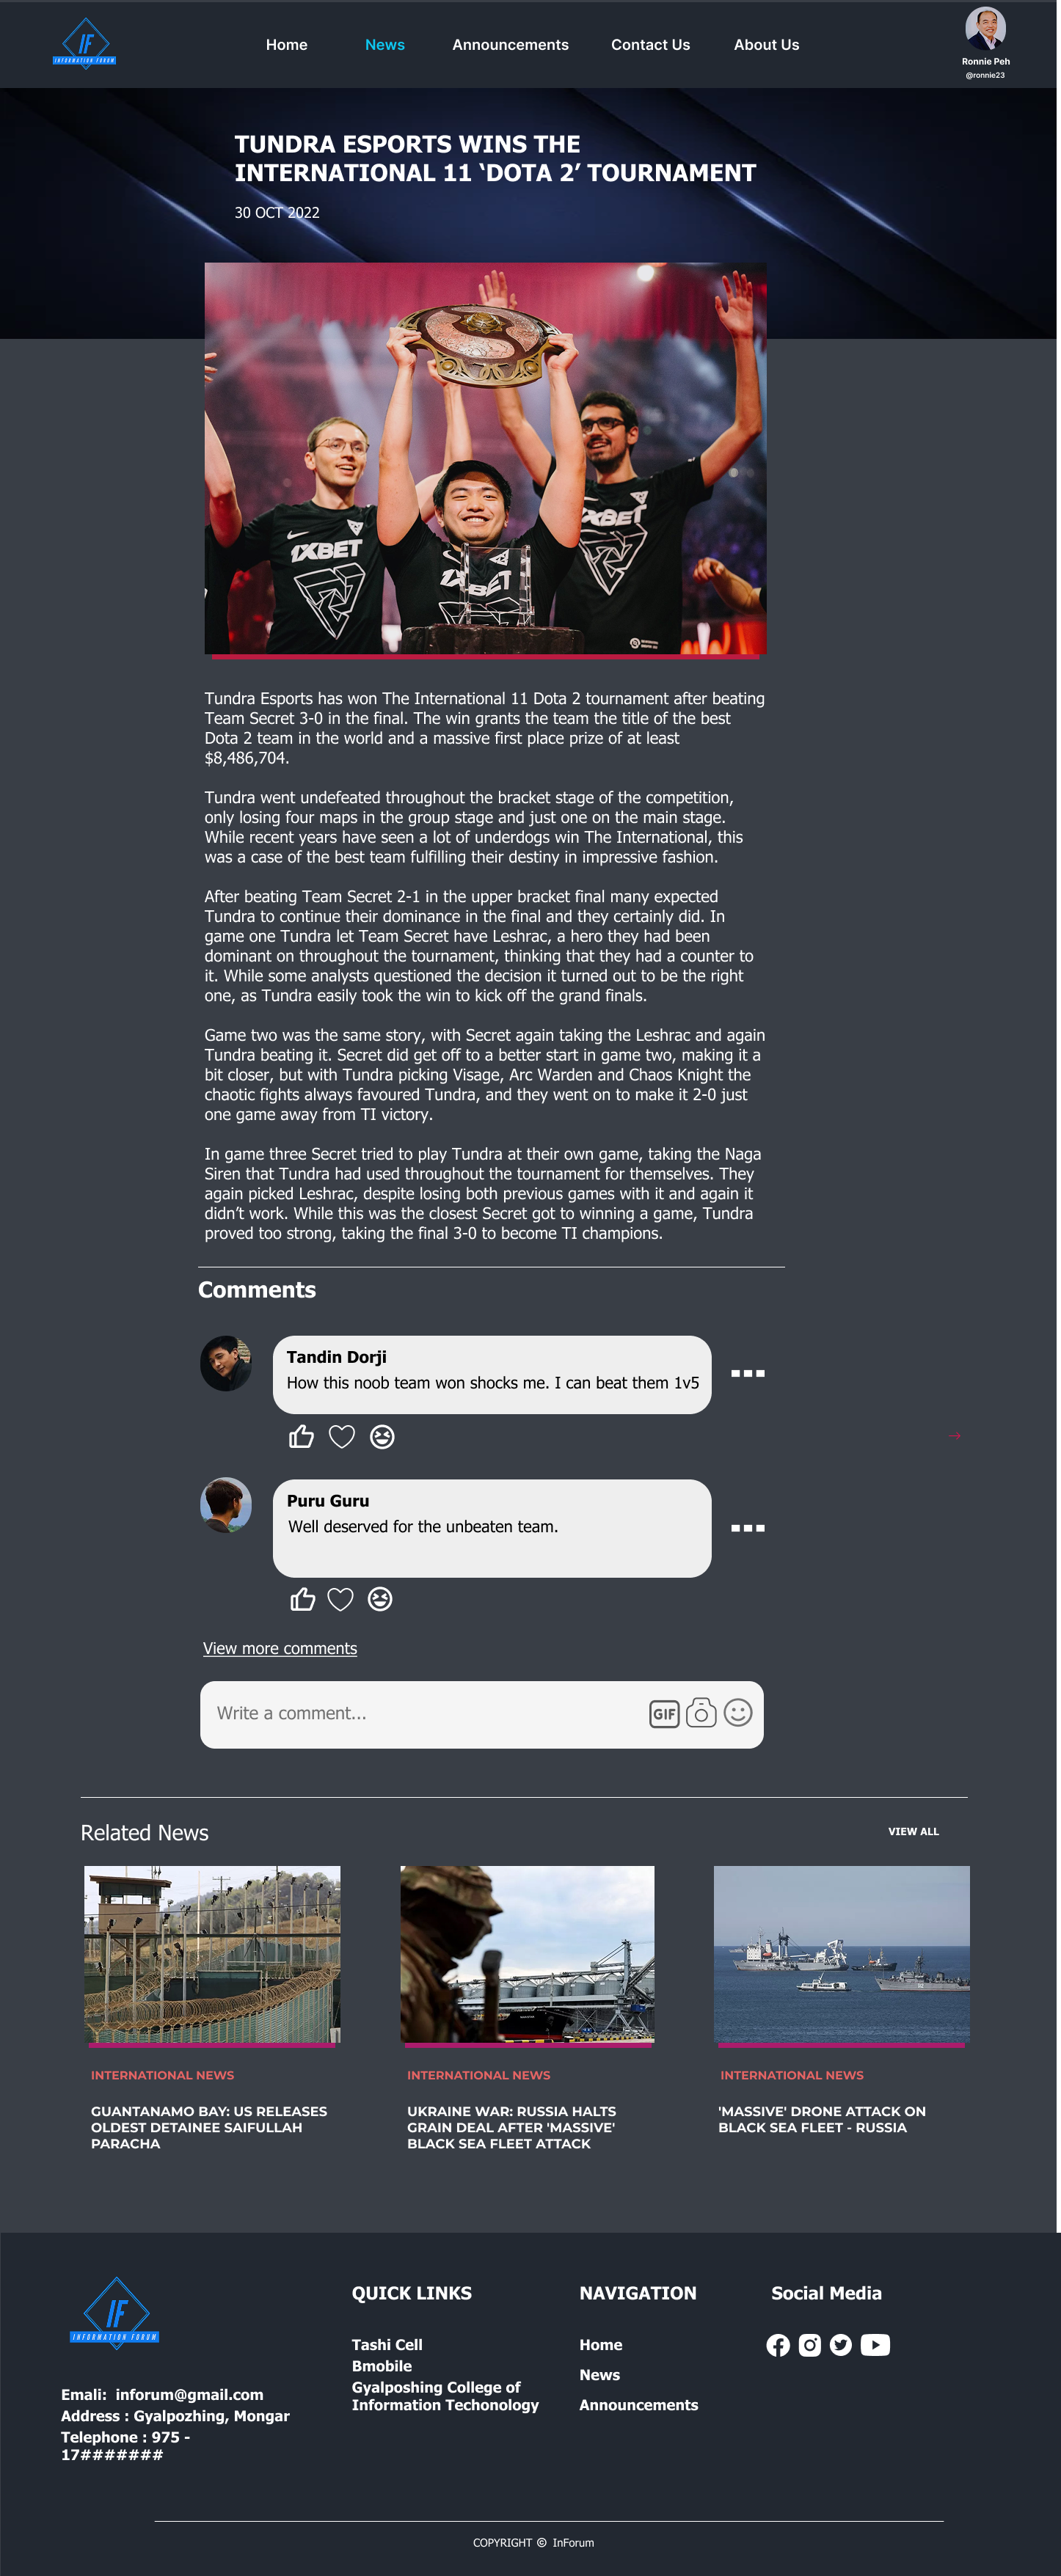 IF
INFORMATION FORUM
Home
News
Announcements
Contact Us
About Us
Ronnie Peh
@ronnie23
TUNDRA ESPORTS WINS THE
INTERNATIONAL 11 ‘DOTA 2’ TOURNAMENT
30 OCT 2022
1XBET
XBET
Tundra Esports has won The International 11 Dota 2 tournament after beating
Team Secret 3-0 in the final. The win grants the team the title of the best
Dota 2 team in the world and a massive first place prize of at least
$8,486,704.
Tundra went undefeated throughout the bracket stage of the competition,
only losing four maps in the group stage and just one on the main stage.
While recent years have seen a lot of underdogs win The International, this
was a case of the best team fulfilling their destiny in impressive fashion.
After beating Team Secret 2-1 in the upper bracket final many expected
Tundra to continue their dominance in the final and they certainly did. In
game one Tundra let Team Secret have Leshrac, a hero they had been
dominant on throughout the tournament, thinking that they had a counter to
it. While some analysts questioned the decision it turned out to be the right
one, as Tundra easily took the win to kick off the grand finals.
Game two was the same story, with Secret again taking the Leshrac and again
Tundra beating it. Secret did get off to a better start in game two, making it a
bit closer, but with Tundra picking Visage, Arc Warden and Chaos Knight the
chaotic fights always favoured Tundra, and they went on to make it 2-0 just
one game away from TI victory.
In game three Secret tried to play Tundra at their own game, taking the Naga
Siren that Tundra had used throughout the tournament for themselves. They
again picked Leshrac, despite losing both previous games with it and again it
didn’t work. While this was the closest Secret got to winning a game, Tundra
proved too strong, taking the final 3-0 to become TI champions.
Comments
Tandin Dorji
How this noob team won shocks me. I can beat them 1v5
Puru Guru
Well deserved for the unbeaten team.
View more comments
Write a comment...
GIF
Related News
VIEW ALL
INTERNATIONAL NEWS
GUANTANAMO BAY: US RELEASES
OLDEST DETAINEE SAIFULLAH
PARACHA
INTERNATIONAL NEWS
UKRAINE WAR: RUSSIA HALTS
GRAIN DEAL AFTER 'MASSIVE'
BLACK SEA FLEET ATTACK
INTERNATIONAL NEWS
'MASSIVE' DRONE ATTACK ON
BLACK SEA FLEET - RUSSIA
IF
INFORMATION FORUM
Emali: inforum@gmail.com
Address : Gyalpozhing, Mongar
Telephone : 975 -
17#######
QUICK LINKS
Tashi Cell
Bmobile
Gyalposhing College of
Information Techonology
NAVIGATION
Home
News
Announcements
Social Media
COPYRIGHT © InForum